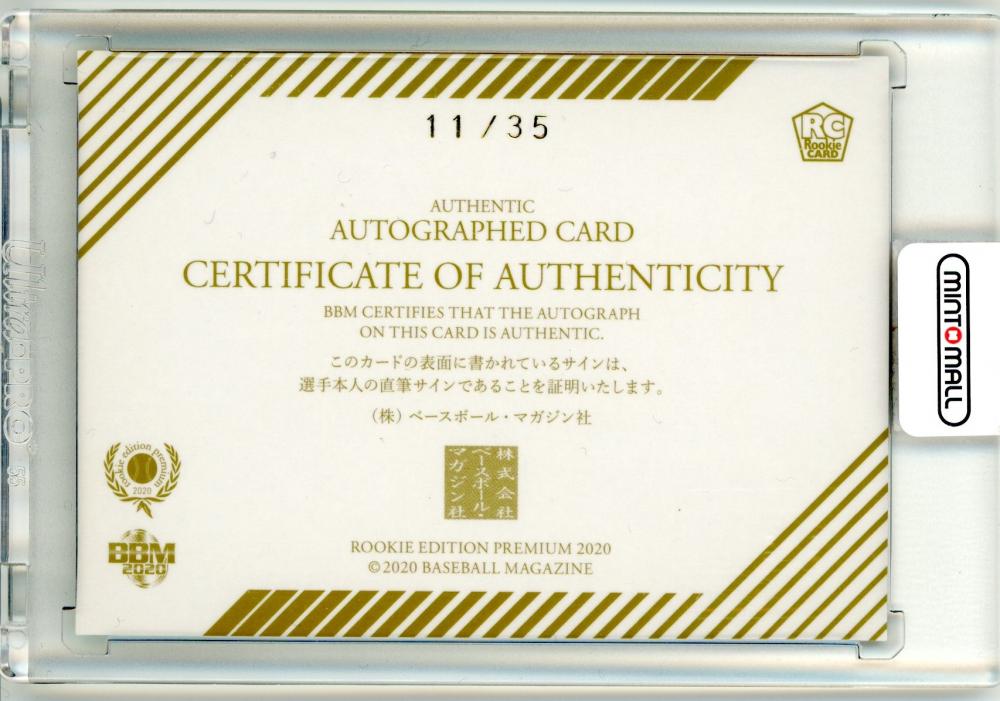 11/35
RC
Rookie
CARD
AUTHENTIC
AUTOGRAPHED CARD
CERTIFICATE OF AUTHENTICITY
BBM CERTIFIES THAT THE AUTOGRAPH
ON THIS CARD IS AUTHENTIC.
このカードの表面に書かれているサインは、
選手本人の直筆サインであることを証明いたします。
(株) ベースボール・マガジン社
株式会社
ベースボール・
マガジン社
rookie edition premium
2020
BBM
2020
ROOKIE EDITION PREMIUM 2020
© 2020 BASEBALL MAGAZINE
MINTMALL
Ultra PRO